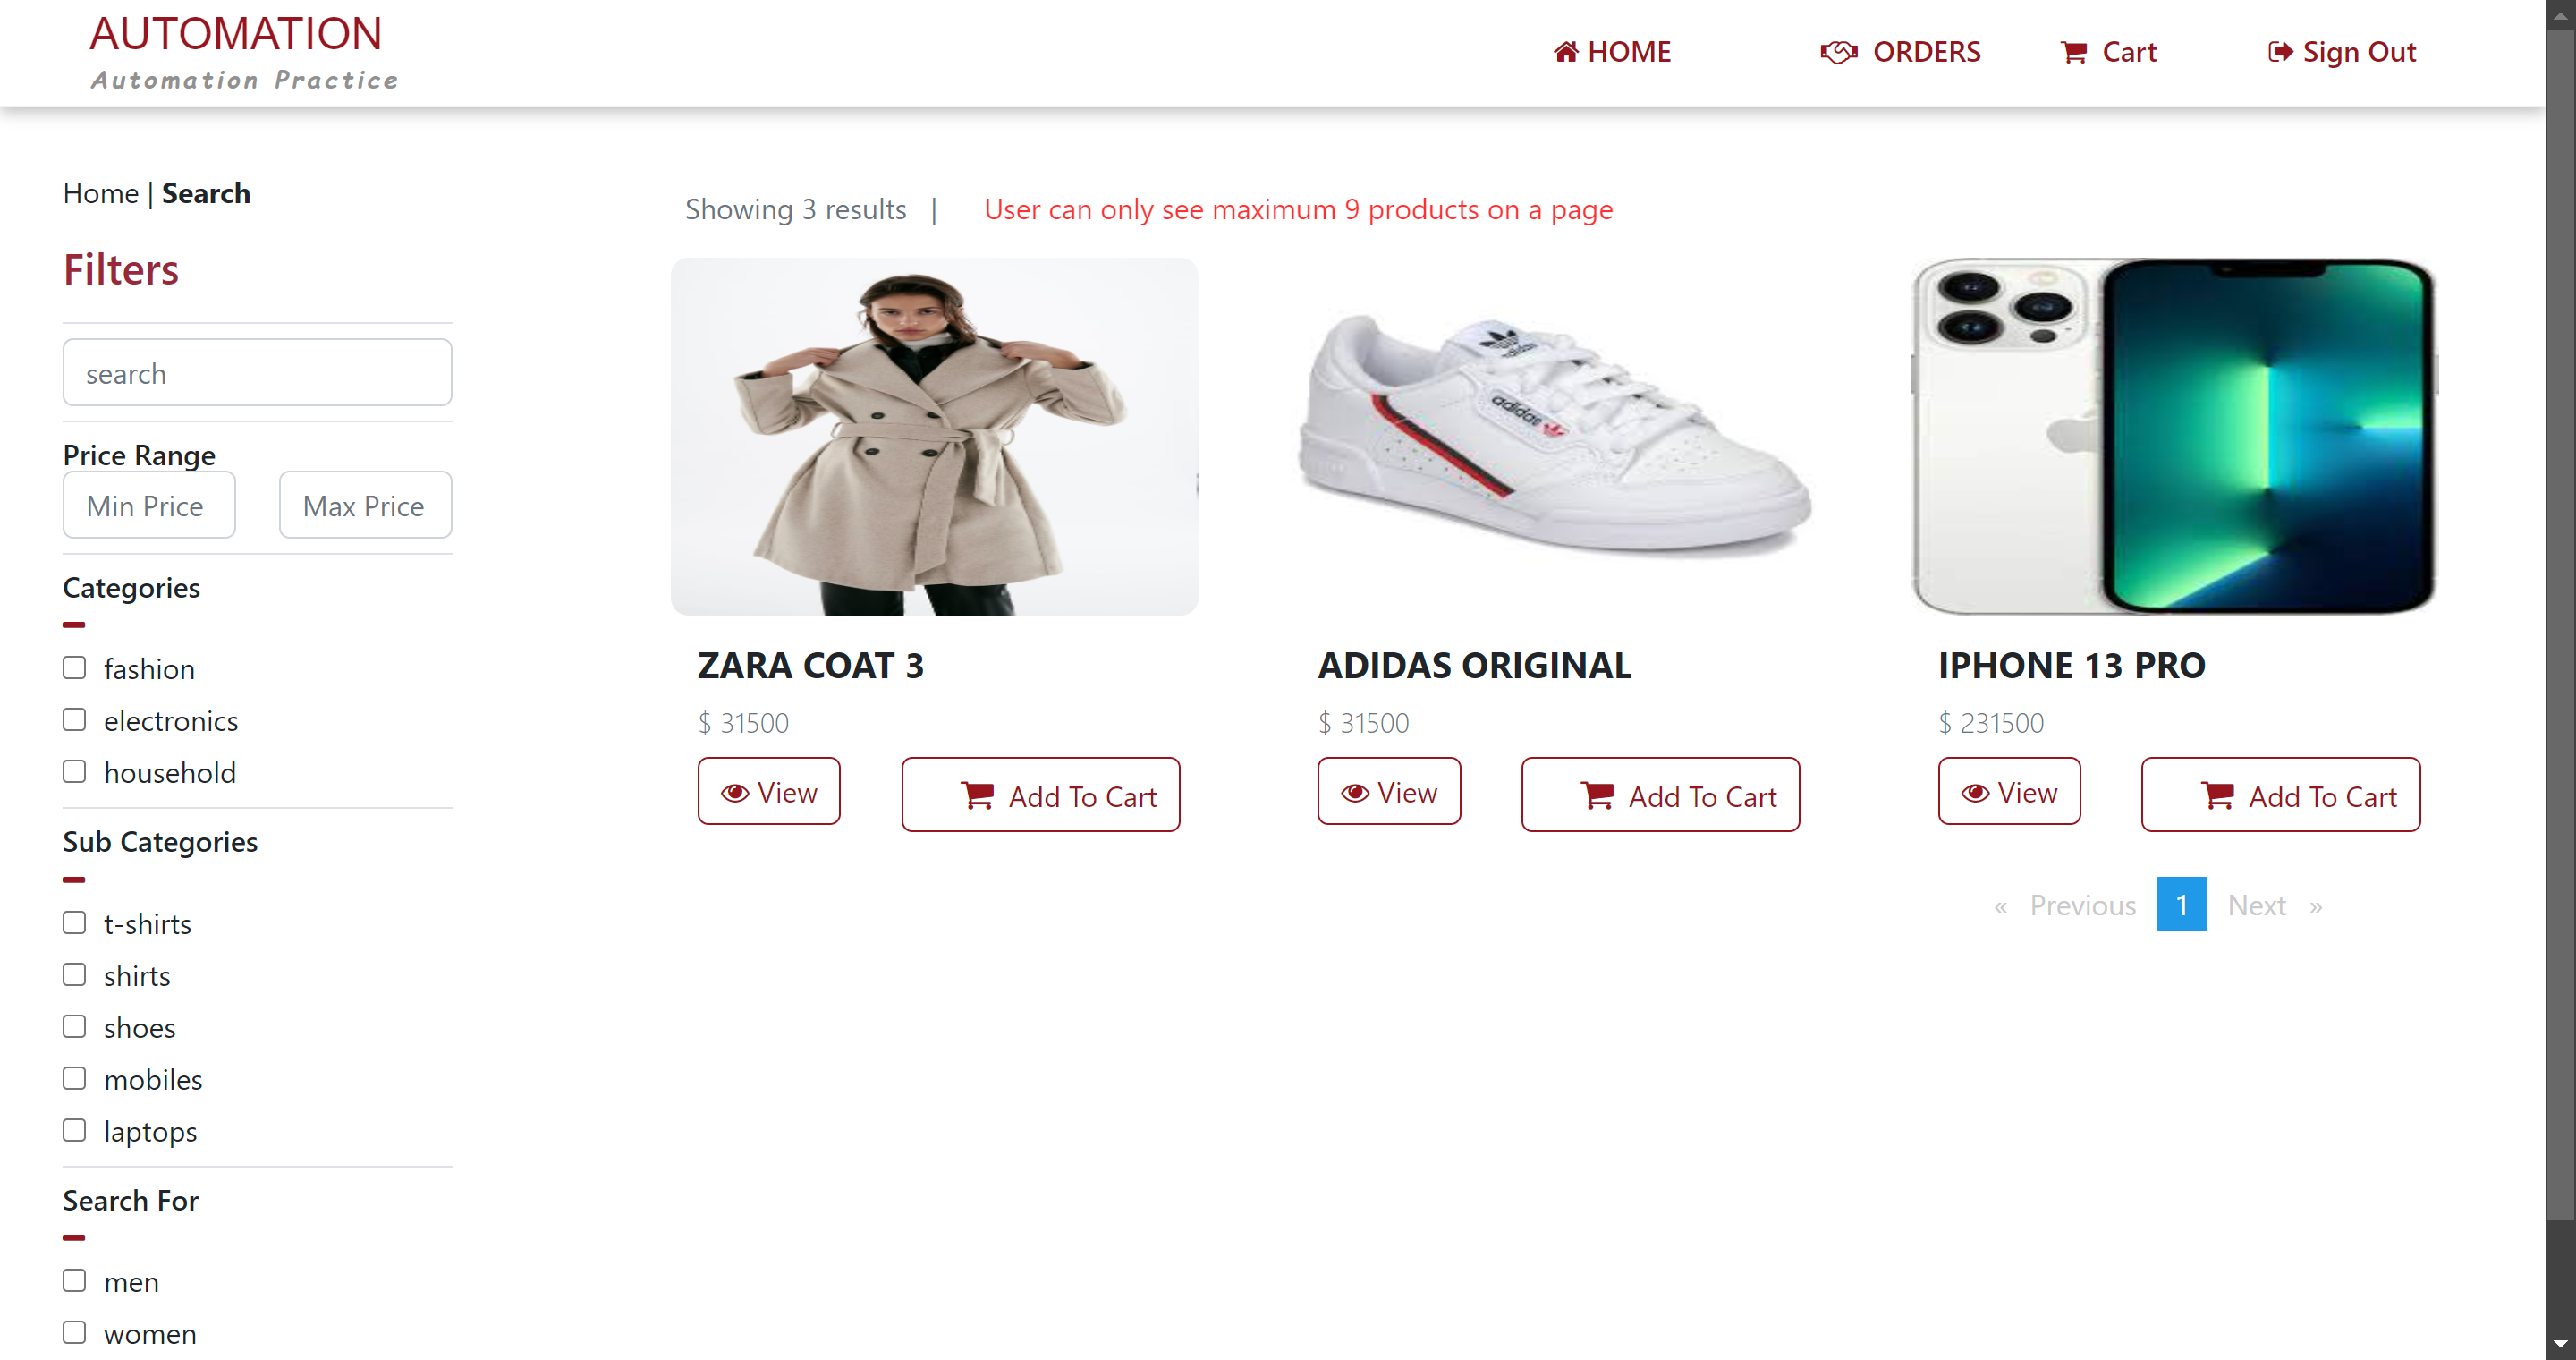 AUTOMATION
Automation Practice
HOME
ORDERS
Cart
Sign Out
Home | Search
Filters
search
Price Range
Min Price
Max Price
Categories
fashion
electronics
household
Sub Categories
t-shirts
shirts
shoes
mobiles
laptops
Search For
men
women
Showing 3 results |
User can only see maximum 9 products on a page
adidas
adidas
ZARA COAT 3
$ 31500
View
Add To Cart
ADIDAS ORIGINAL
$ 31500
View
Add To Cart
IPHONE 13 PRO
$ 231500
View
Add To Cart
« Previous 1 Next »